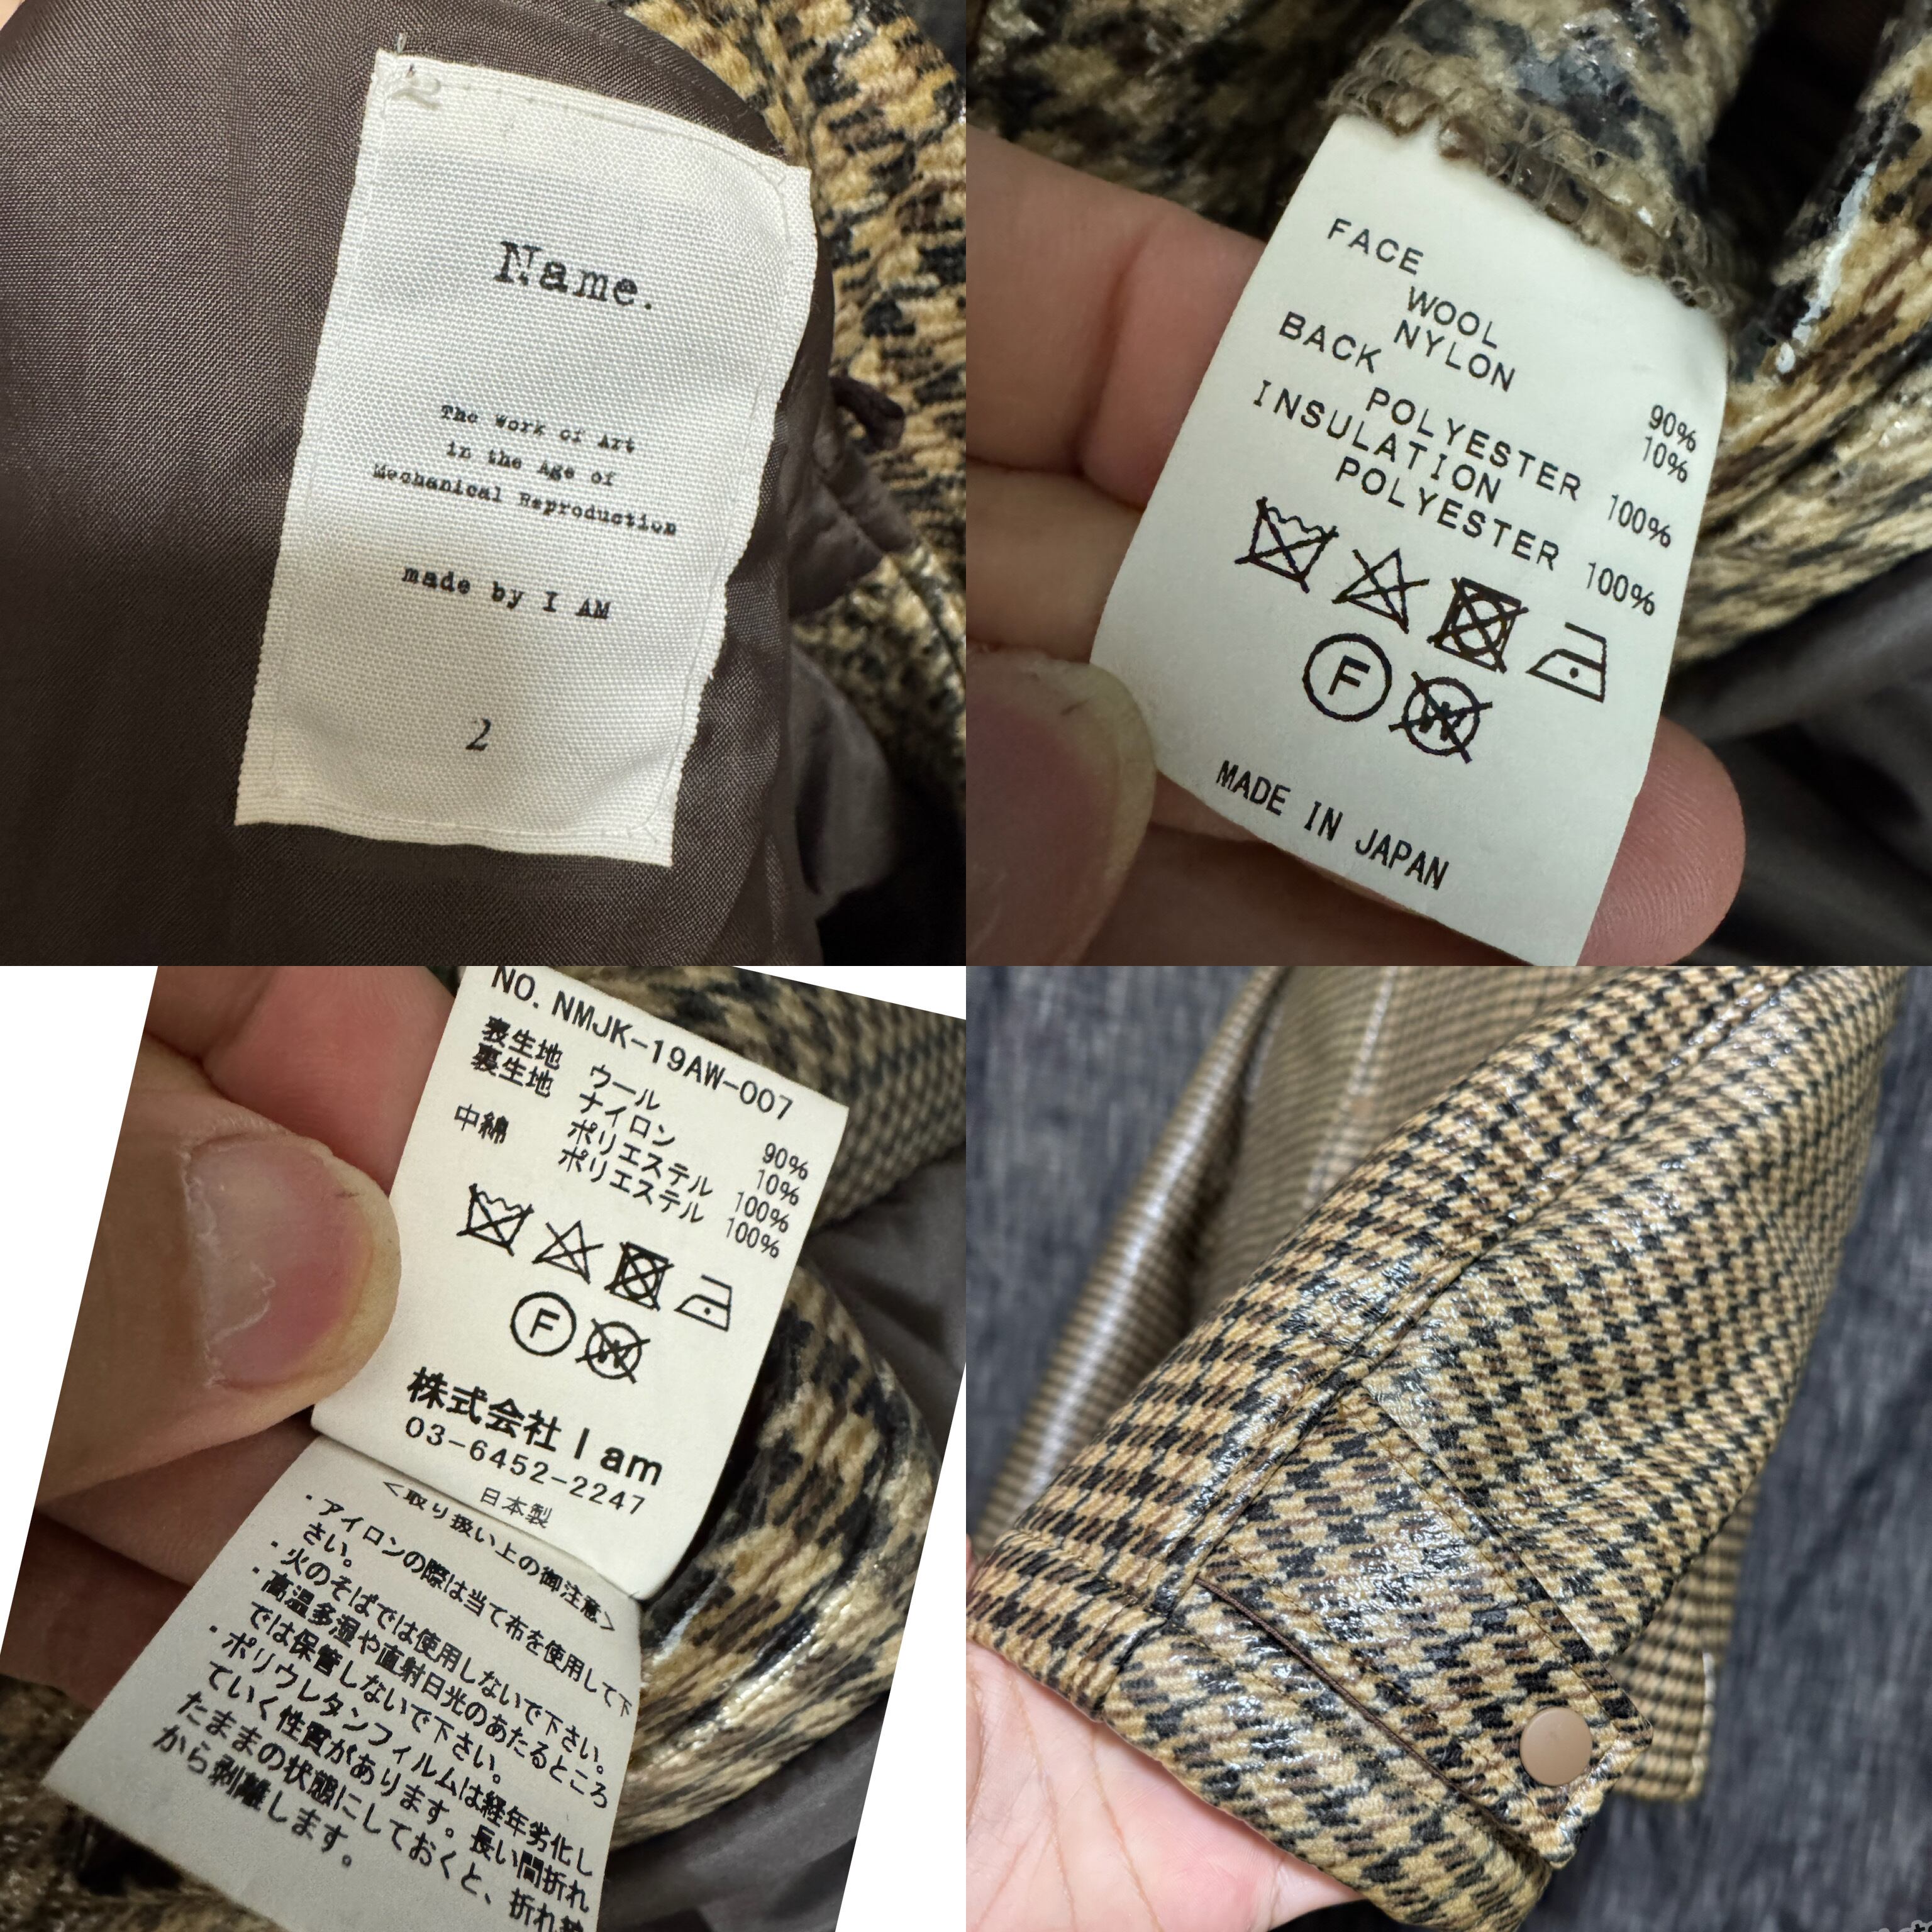 Name.
The Work of Art
in the Age of
Mechanical Reproduction
made by I AM
2
FACE
WOOL 90%
NYLON 10%
BACK
POLYESTER 100%
INSULATION
POLYESTER 100%
F
W
MADE IN JAPAN
NO. NMJK-19AW-007
表生地 ウール 90%
ナイロン 10%
裏生地 ポリエステル 100%
中綿 ポリエステル 100%
F
W
株式会社 I am
03-6452-2247
日本製
<取り扱い上の御注意>
・アイロンの際は当て布を使用して下
さい。
・火のそばでは使用しないで下さい。
・高温多湿や直射日光のあたるところ
では保管しないで下さい。
・ポリウレタンフィルムは経年劣化し
ていく性質があります。長い間折れ
たままの状態にしておくと、折れ
から剥離します。